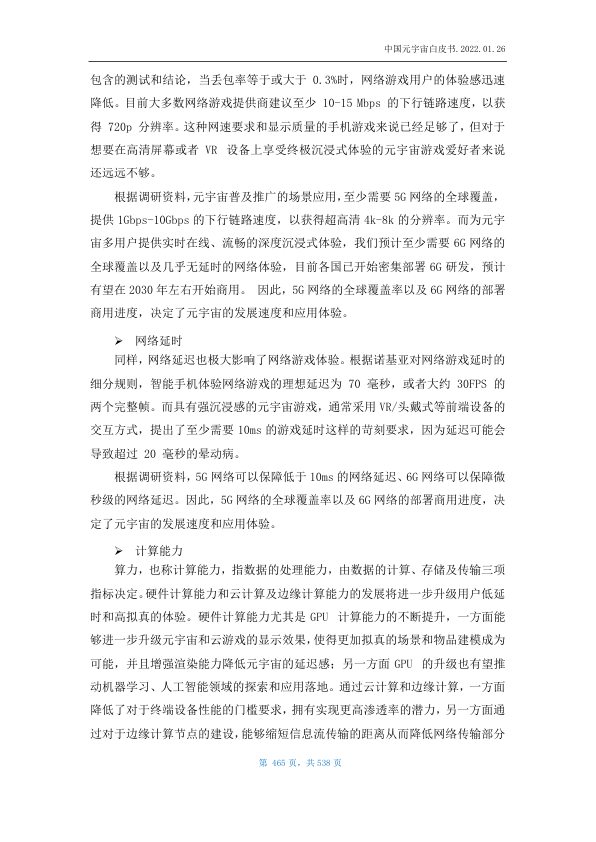 中国元宇宙白皮书.2022.01.26
包含的测试和结论，当丢包率等于或大于 0.3%时，网络游戏用户的体验感迅速
降低。目前大多数网络游戏提供商建议至少 10-15 Mbps 的下行链路速度，以获
得 720p 分辨率。这种网速要求和显示质量的手机游戏来说已经足够了，但对于
想要在高清屏幕或者 VR 设备上享受终极沉浸式体验的元宇宙游戏爱好者来说
还远远不够。
根据调研资料，元宇宙普及推广的场景应用，至少需要 5G 网络的全球覆盖，
提供 1Gbps-10Gbps 的下行链路速度，以获得超高清 4k-8k 的分辨率。而为元宇
宙多用户提供实时在线、流畅的深度沉浸式体验，我们预计至少需要 6G 网络的
全球覆盖以及几乎无延时的网络体验，目前各国已开始密集部署 6G 研发，预计
有望在 2030 年左右开始商用。 因此，5G 网络的全球覆盖率以及 6G 网络的部署
商用进度，决定了元宇宙的发展速度和应用体验。
➢ 网络延时
同样，网络延迟也极大影响了网络游戏体验。根据诺基亚对网络游戏延时的
细分规则，智能手机体验网络游戏的理想延迟为 70 毫秒，或者大约 30FPS 的
两个完整帧。而具有强沉浸感的元宇宙游戏，通常采用 VR/头戴式等前端设备的
交互方式，提出了至少需要 10ms 的游戏延时这样的苛刻要求，因为延迟可能会
导致超过 20 毫秒的晕动病。
根据调研资料，5G 网络可以保障低于 10ms 的网络延迟、6G 网络可以保障微
秒级的网络延迟。因此，5G 网络的全球覆盖率以及 6G 网络的部署商用进度，决
定了元宇宙的发展速度和应用体验。
➢ 计算能力
算力，也称计算能力，指数据的处理能力，由数据的计算、存储及传输三项
指标决定。硬件计算能力和云计算及边缘计算能力的发展将进一步升级用户低延
时和高拟真的体验。硬件计算能力尤其是 GPU 计算能力的不断提升，一方面能
够进一步升级元宇宙和云游戏的显示效果，使得更加拟真的场景和物品建模成为
可能，并且增强渲染能力降低元宇宙的延迟感；另一方面 GPU 的升级也有望推
动机器学习、人工智能领域的探索和应用落地。通过云计算和边缘计算，一方面
降低了对于终端设备性能的门槛要求，拥有实现更高渗透率的潜力，另一方面通
过对于边缘计算节点的建设，能够缩短信息流传输的距离从而降低网络传输部分
第 465 页，共 538 页